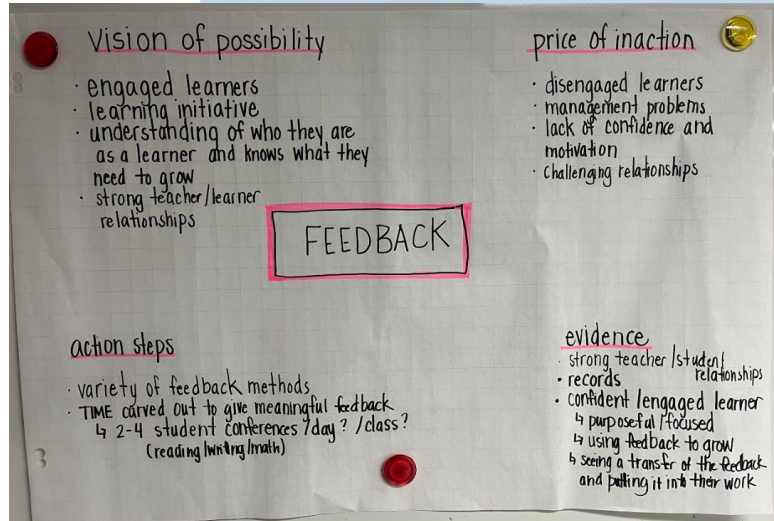 vision of possibility
· engaged learners
· learning initiative
· understanding of who they are
as a learner and knows what they
need to grow
· strong teacher/learner
relationships
price of inaction
· disengaged learners
· management problems
· lack of confidence and
motivation
· challenging relationships
FEEDBACK
action steps
· variety of feedback methods
· TIME carved out to give meaningful feedback
↳ 2-4 student conferences /day? /class?
(reading/writing/math)
evidence
· strong teacher/student
relationships
· records
· confident/engaged learner
↳ purposeful/focused
↳ using feedback to grow
↳ seeing a transfer of the feedback
and putting it into their work